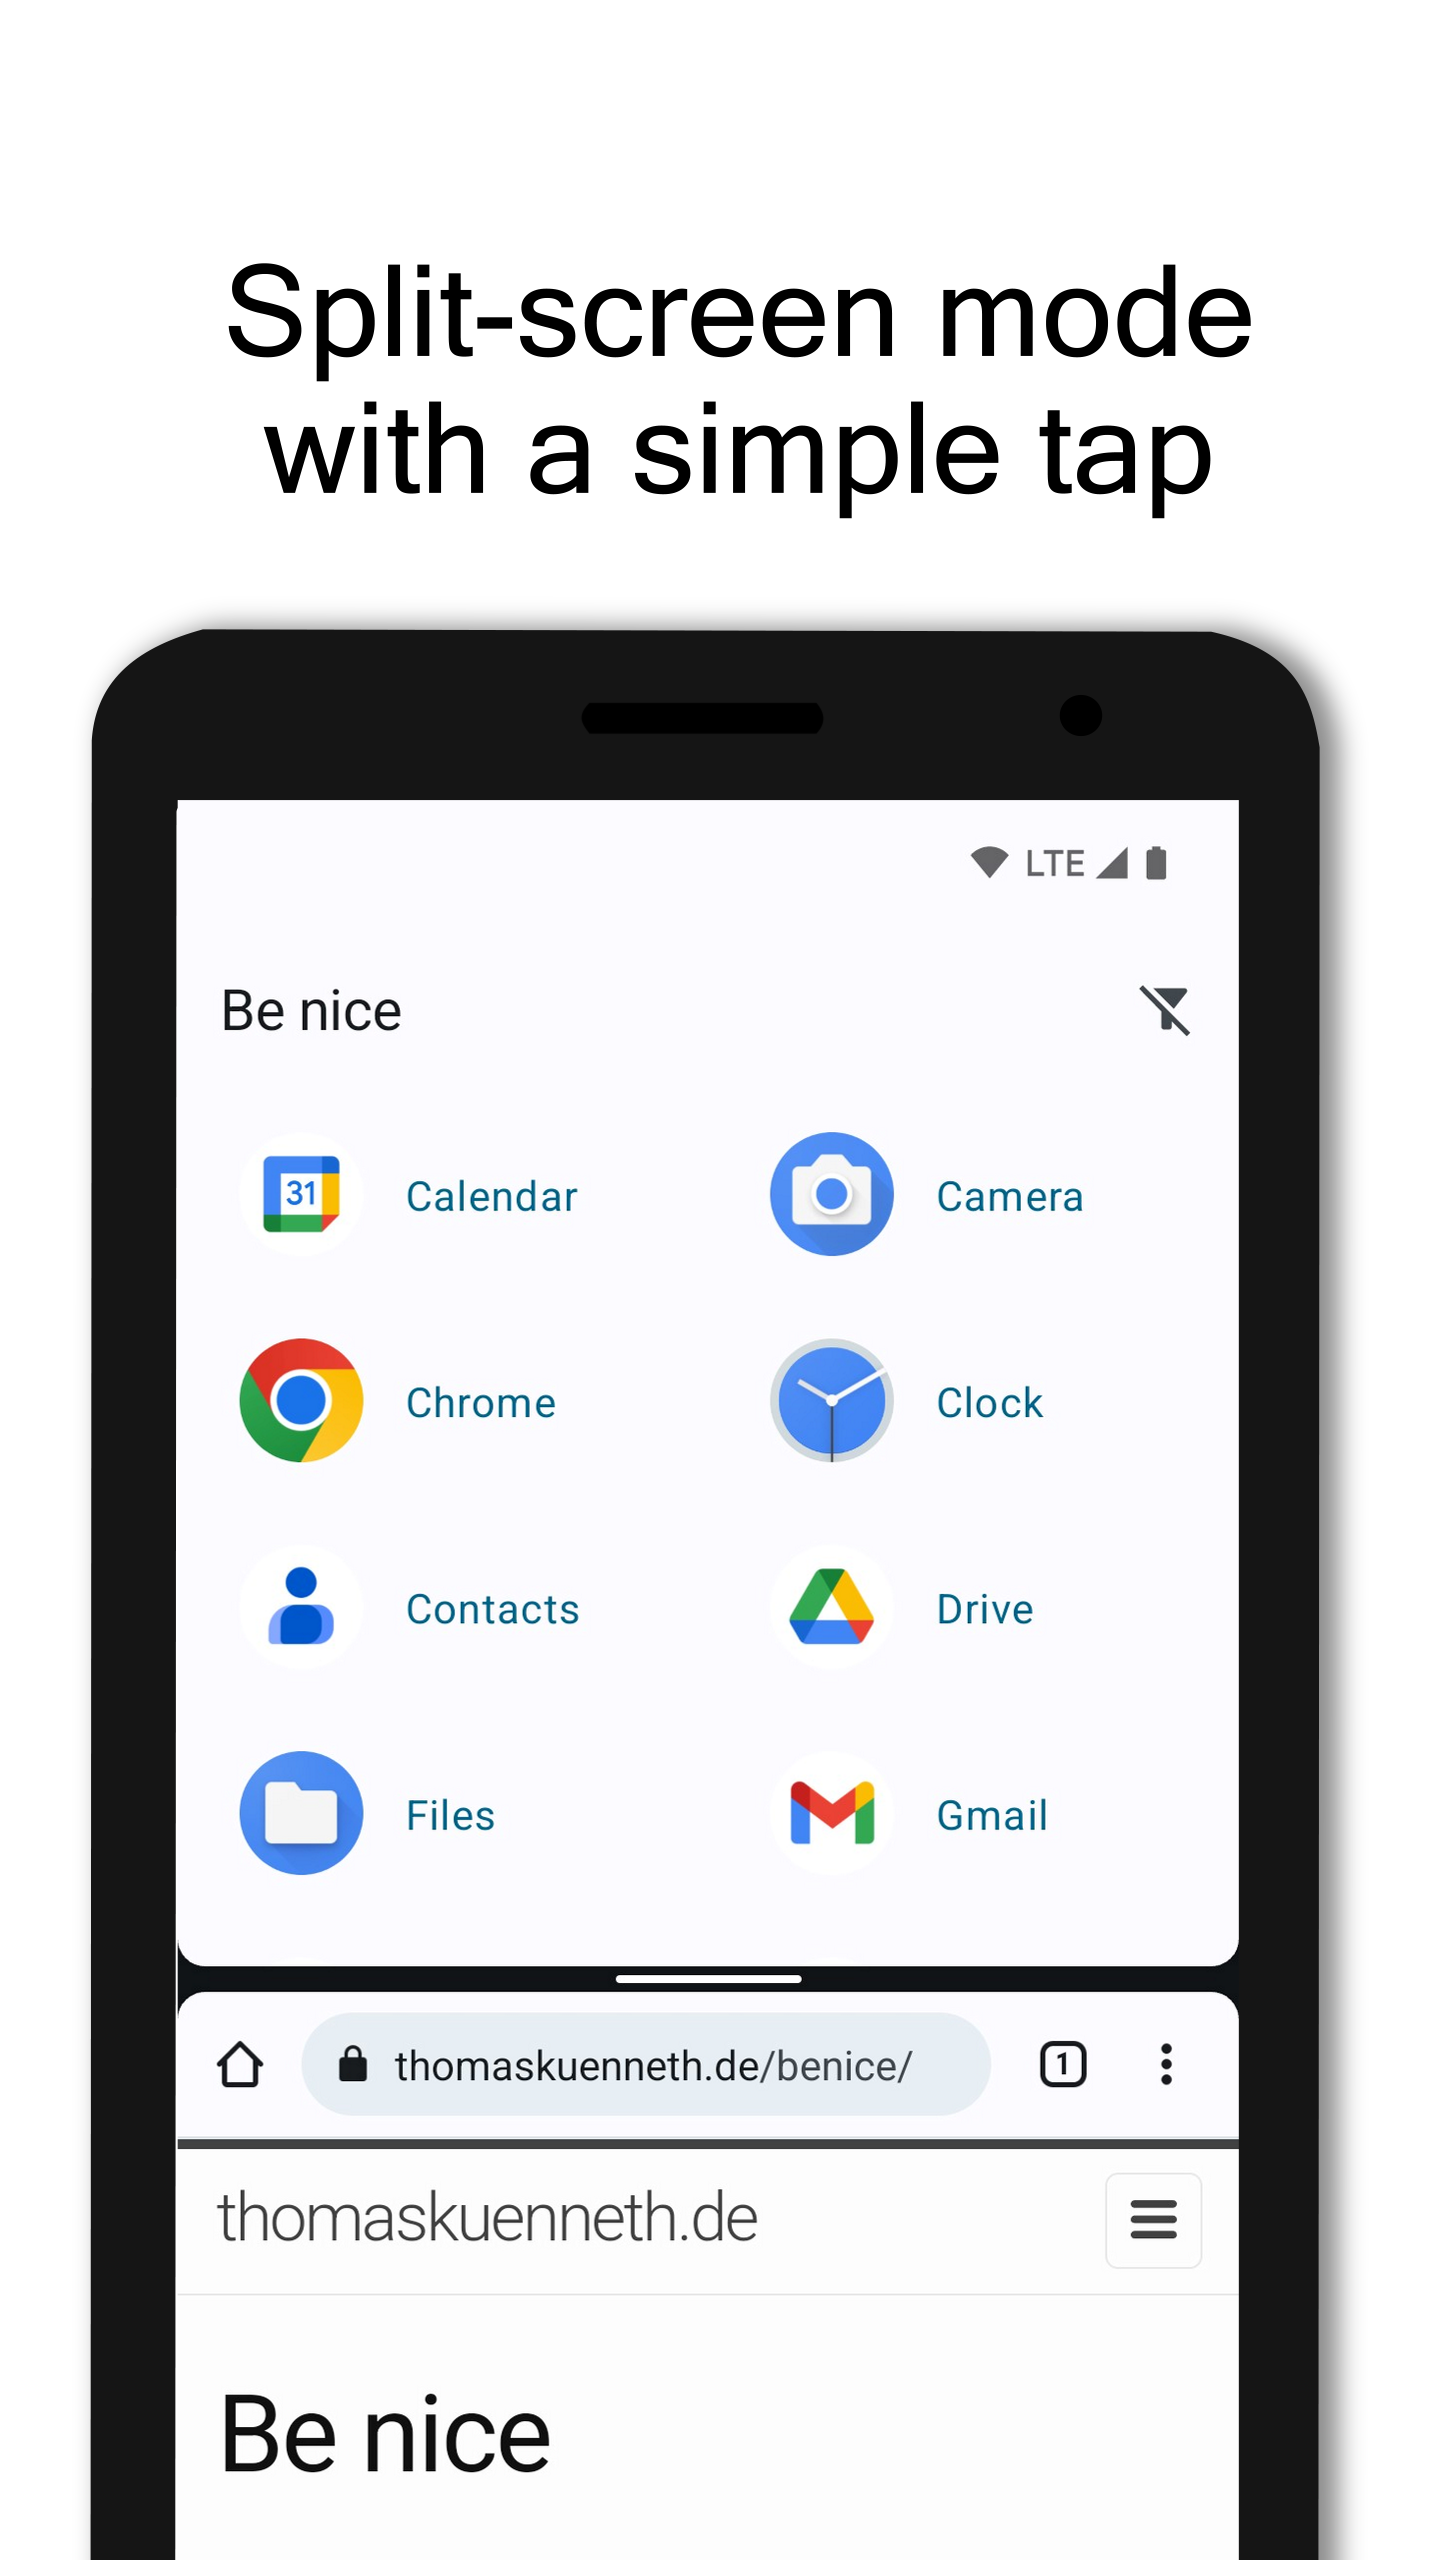 Split-screen mode
with a simple tap
LTE
Be nice
31 Calendar
Camera
Chrome
Clock
Contacts
Drive
Files
Gmail
thomaskuenneth.de/benice/ 1
thomaskuenneth.de
Be nice